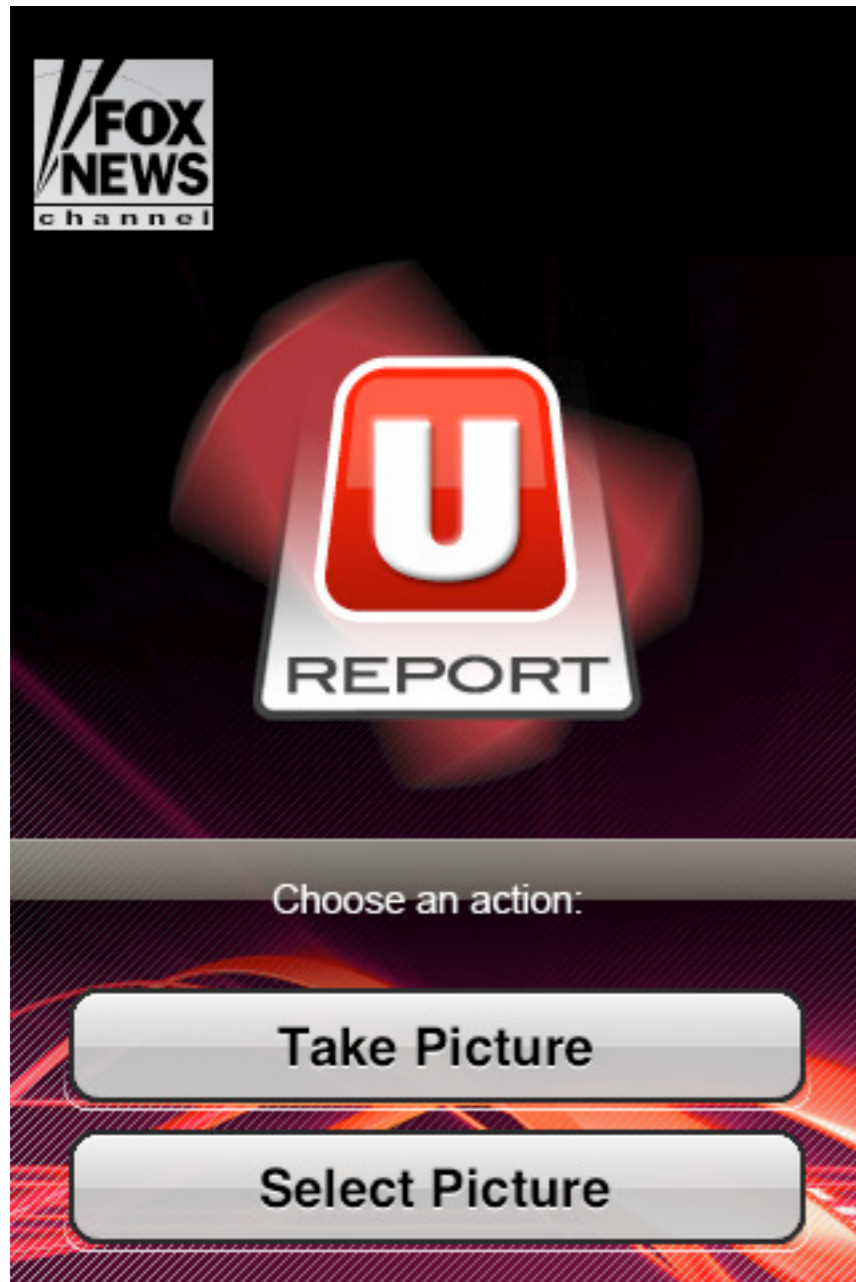 FOX
NEWS
channel
U
REPORT
Choose an action:
Take Picture
Select Picture